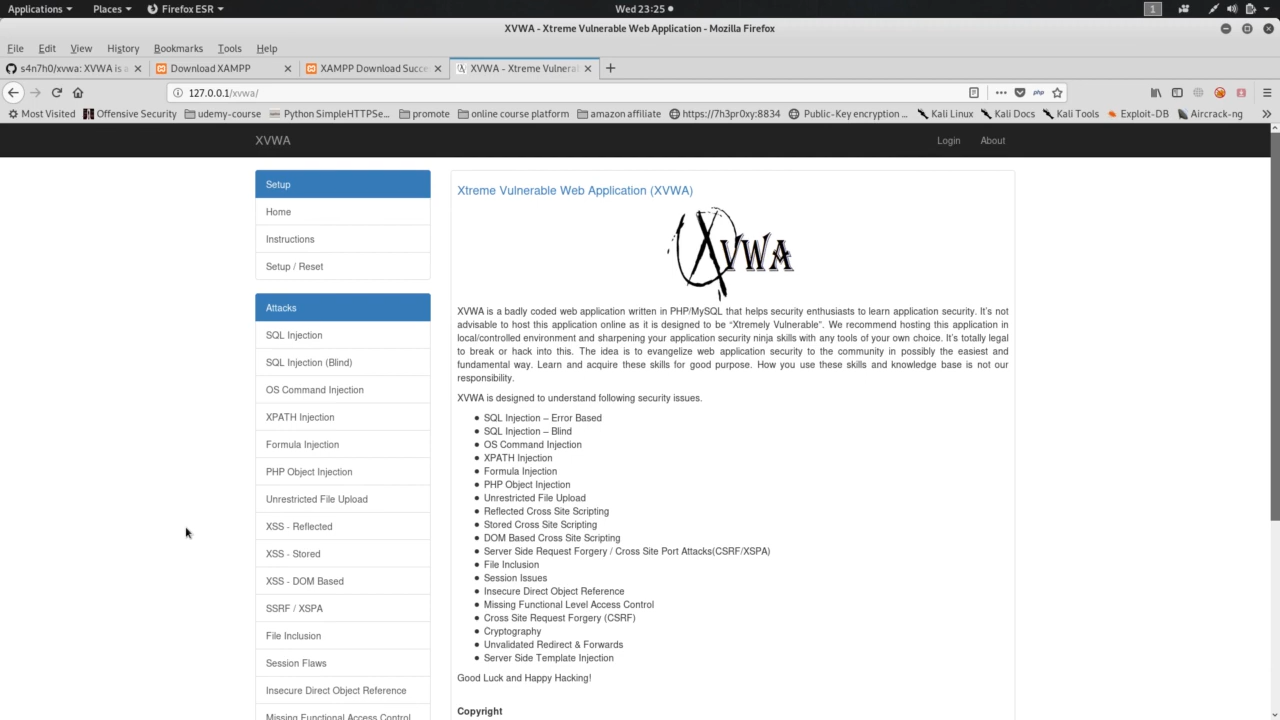 Applications Places Firefox ESR Wed 23:25 1
XVWA - Xtreme Vulnerable Web Application - Mozilla Firefox
File Edit View History Bookmarks Tools Help
s4n7h0/xvwa: XVWA is a Download XAMPP XAMPP Download Succe XVWA - Xtreme Vulneral
127.0.0.1/xvwa/ php
Most Visited Offensive Security udemy-course Python SimpleHTTPSe... promote online course platform amazon affiliate https://7h3pr0xy:8834 Public-Key encryption ... Kali Linux Kali Docs Kali Tools Exploit-DB Aircrack-ng
XVWA Login About
Setup
Home
Instructions
Setup / Reset
Attacks
SQL Injection
SQL Injection (Blind)
OS Command Injection
XPATH Injection
Formula Injection
PHP Object Injection
Unrestricted File Upload
XSS - Reflected
XSS - Stored
XSS - DOM Based
SSRF / XSPA
File Inclusion
Session Flaws
Insecure Direct Object Reference
Missing Functional Access Control
Xtreme Vulnerable Web Application (XVWA)
XVWA
XVWA is a badly coded web application written in PHP/MySQL that helps security enthusiasts to learn application security. It's not
advisable to host this application online as it is designed to be “Xtremely Vulnerable”. We recommend hosting this application in
local/controlled environment and sharpening your application security ninja skills with any tools of your own choice. It's totally legal
to break or hack into this. The idea is to evangelize web application security to the community in possibly the easiest and
fundamental way. Learn and acquire these skills for good purpose. How you use these skills and knowledge base is not our
responsibility.
XVWA is designed to understand following security issues.
• SQL Injection – Error Based
• SQL Injection – Blind
• OS Command Injection
• XPATH Injection
• Formula Injection
• PHP Object Injection
• Unrestricted File Upload
• Reflected Cross Site Scripting
• Stored Cross Site Scripting
• DOM Based Cross Site Scripting
• Server Side Request Forgery / Cross Site Port Attacks(CSRF/XSPA)
• File Inclusion
• Session Issues
• Insecure Direct Object Reference
• Missing Functional Level Access Control
• Cross Site Request Forgery (CSRF)
• Cryptography
• Unvalidated Redirect & Forwards
• Server Side Template Injection
Good Luck and Happy Hacking!
Copyright